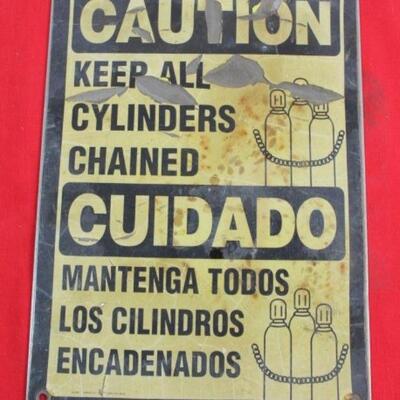 CAUTION
KEEP ALL
CYLINDERS
CHAINED
CUIDADO
MANTENGA TODOS
LOS CILINDROS
ENCADENADOS